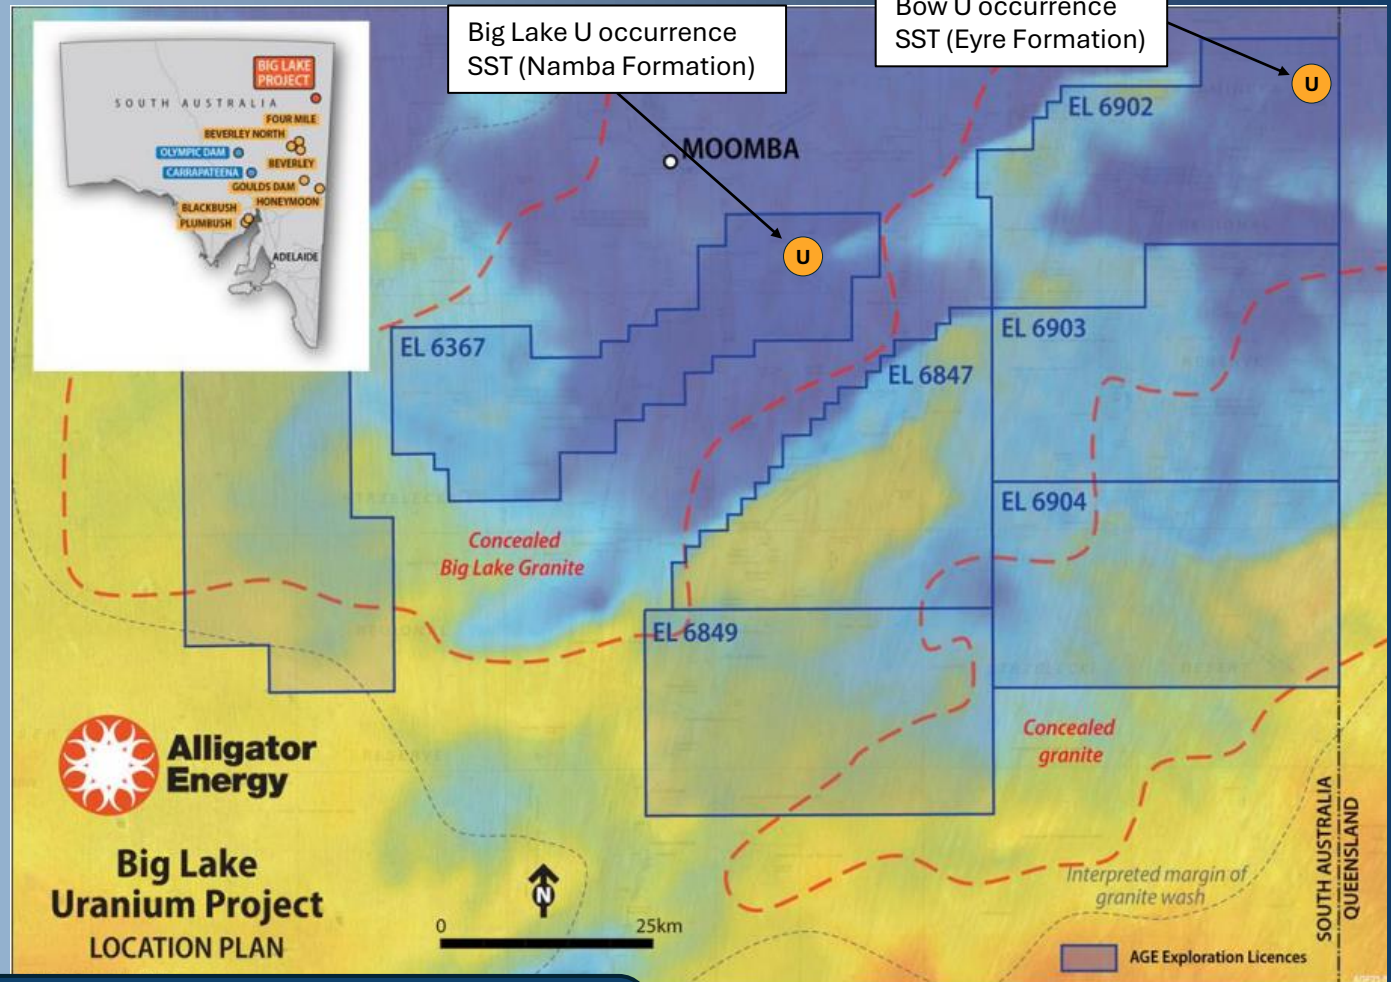 Big Lake U occurrence
SST (Namba Formation)
Bow U occurrence
SST (Eyre Formation)
BIG LAKE
PROJECT
SOUTH AUSTRALIA
FOUR MILE
BEVERLEY NORTH
OLYMPIC DAM
BEVERLEY
CARRAPATEENA
GOULDS DAM
HONEYMOON
BLACKBUSH
PLUMBUSH
ADELAIDE
MOOMBA
U
U
EL 6902
EL 6367
EL 6903
EL 6847
EL 6904
EL 6849
Concealed
Big Lake Granite
Concealed
granite
Interpreted margin of
granite wash
SOUTH AUSTRALIA
QUEENSLAND
Alligator
Energy
Big Lake
Uranium Project
LOCATION PLAN
N
0 25km
AGE Exploration Licences